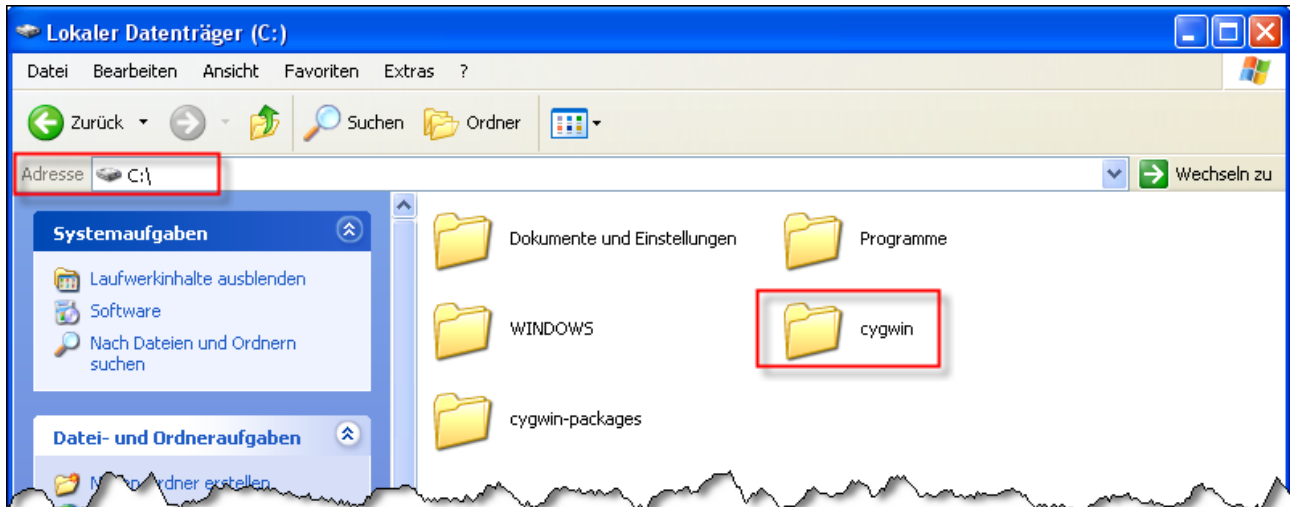 Lokaler Datenträger (C:)
Datei Bearbeiten Ansicht Favoriten Extras ?
Zurück Suchen Ordner
Adresse C:\ Wechseln zu
Systemaufgaben
Laufwerkinhalte ausblenden
Software
Nach Dateien und Ordnern
suchen
Datei- und Ordneraufgaben
erstellen
Dokumente und Einstellungen Programme
WINDOWS cygwin
cygwin-packages